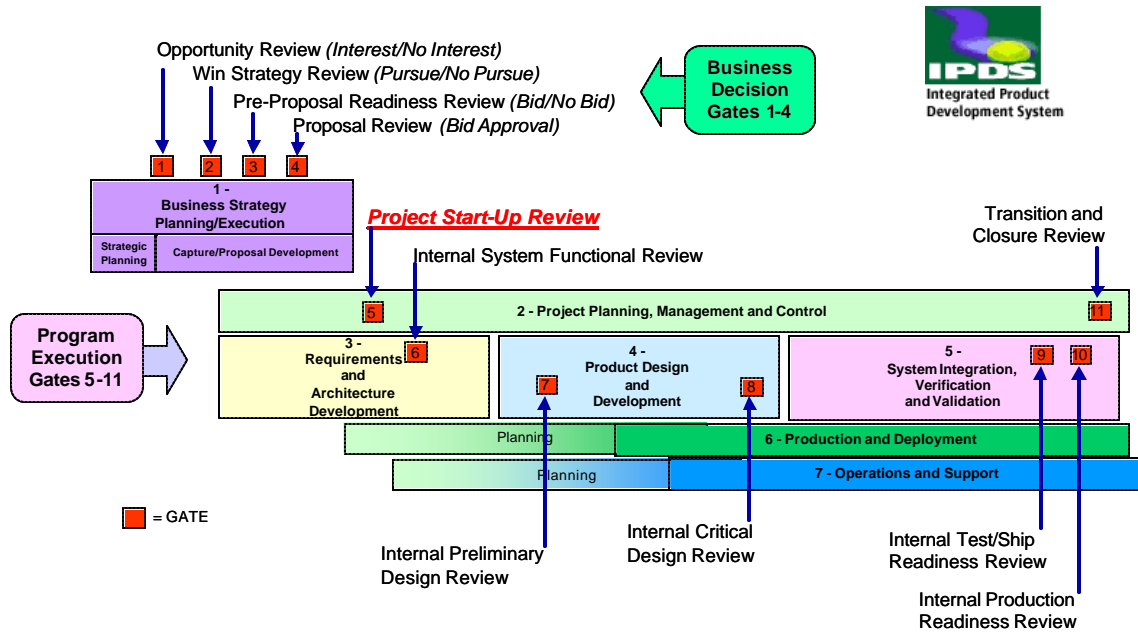 Opportunity Review (Interest/No Interest)
Win Strategy Review (Pursue/No Pursue)
Pre-Proposal Readiness Review (Bid/No Bid)
Proposal Review (Bid Approval)
Business
Decision
Gates 1-4
IPDS
Integrated Product
Development System
1
2
3
4
1 -
Business Strategy
Planning/Execution
Strategic
Planning
Capture/Proposal Development
Project Start-Up Review
Internal System Functional Review
Transition and
Closure Review
5
2 - Project Planning, Management and Control
11
Program
Execution
Gates 5-11
3 -
Requirements
and
Architecture
Development
6
4 -
Product Design
and
Development
7
8
5 -
System Integration,
Verification
and Validation
9
10
Planning
6 - Production and Deployment
Planning
7 - Operations and Support
= GATE
Internal Preliminary
Design Review
Internal Critical
Design Review
Internal Test/Ship
Readiness Review
Internal Production
Readiness Review